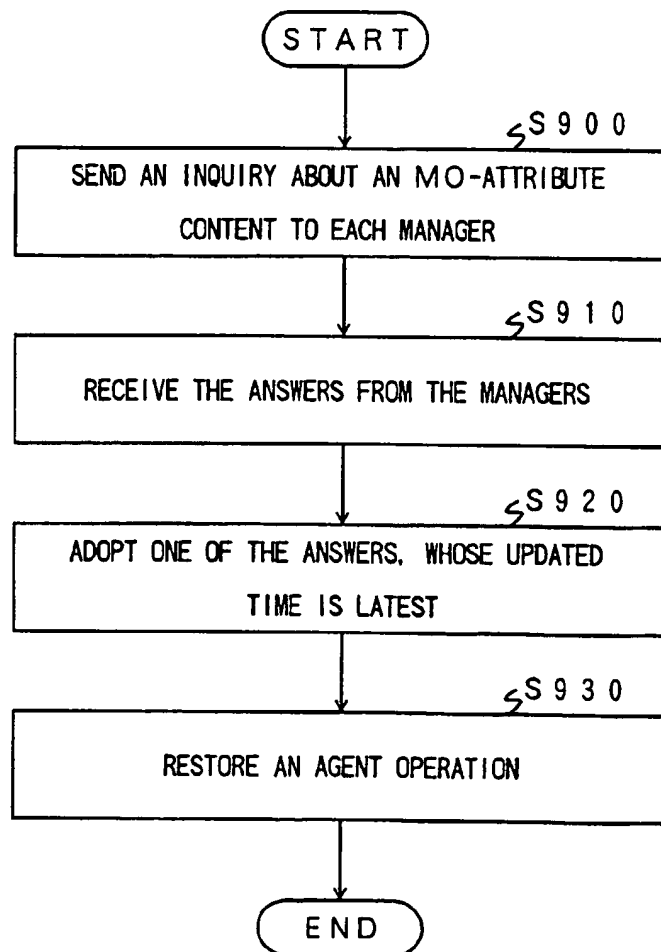 START
S900
SEND AN INQUIRY ABOUT AN MO-ATTRIBUTE
CONTENT TO EACH MANAGER
S910
RECEIVE THE ANSWERS FROM THE MANAGERS
S920
ADOPT ONE OF THE ANSWERS, WHOSE UPDATED
TIME IS LATEST
S930
RESTORE AN AGENT OPERATION
END